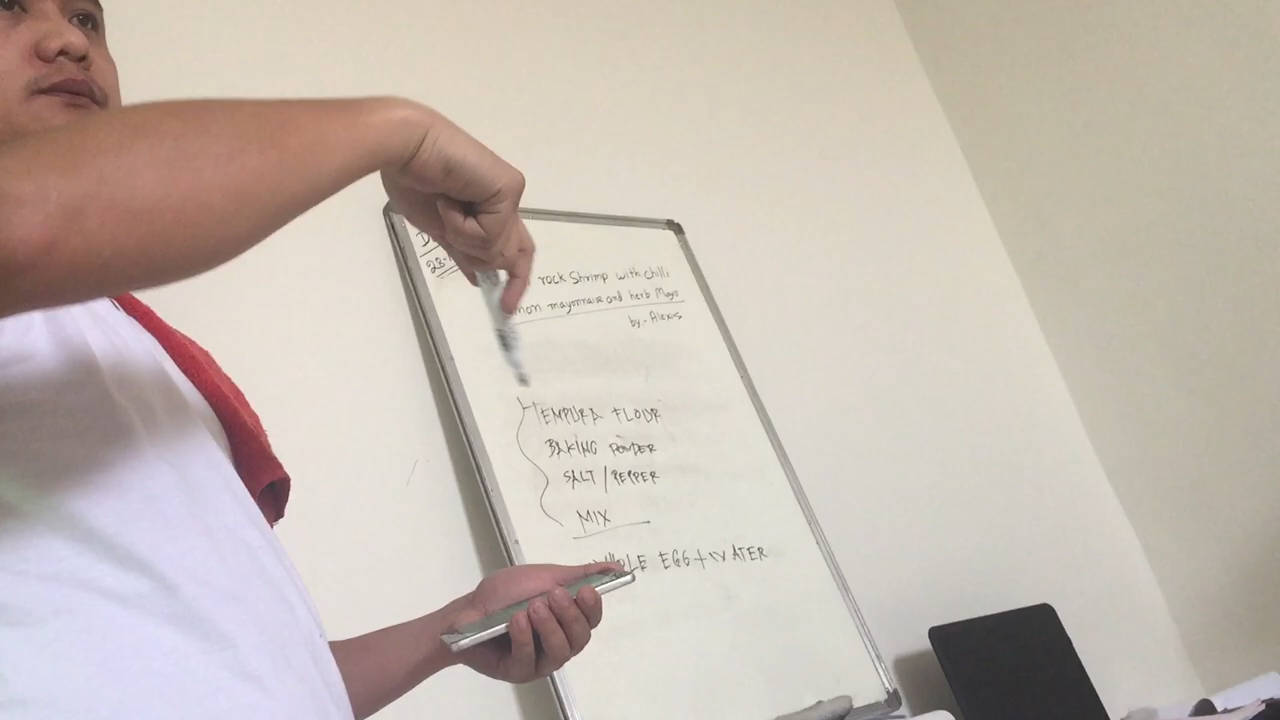 rock Shrimp with chilli
mayonnaise and herb Mayo
by:- Alexis
TEMPURA FLOUR
BAKING POWDER
SALT / PEPPER
MIX
WHOLE EGG + WATER